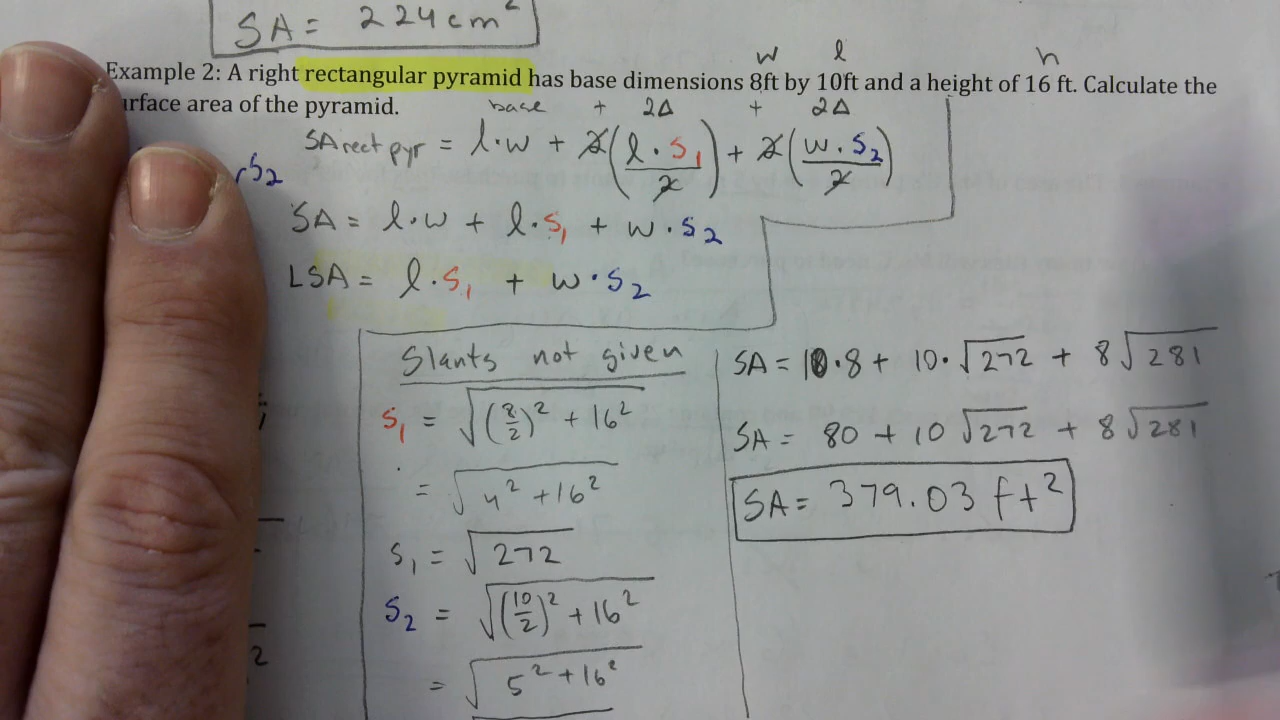 SA = 224 cm²
w l h
Example 2: A right rectangular pyramid has base dimensions 8ft by 10ft and a height of 16 ft. Calculate the
urface area of the pyramid.
base + 2Δ + 2Δ
SA rect pyr = l·w + 2(l·s₁/2) + 2(w·s₂/2)
s₂
SA = l·w + l·s₁ + w·s₂
LSA = l·s₁ + w·s₂
Slants not given
s₁ = √((8/2)² + 16²)
= √(4² + 16²)
s₁ = √272
s₂ = √((10/2)² + 16²)
= √(5² + 16²)
SA = 10·8 + 10·√272 + 8√281
SA = 80 + 10√272 + 8√281
SA = 379.03 ft²
2